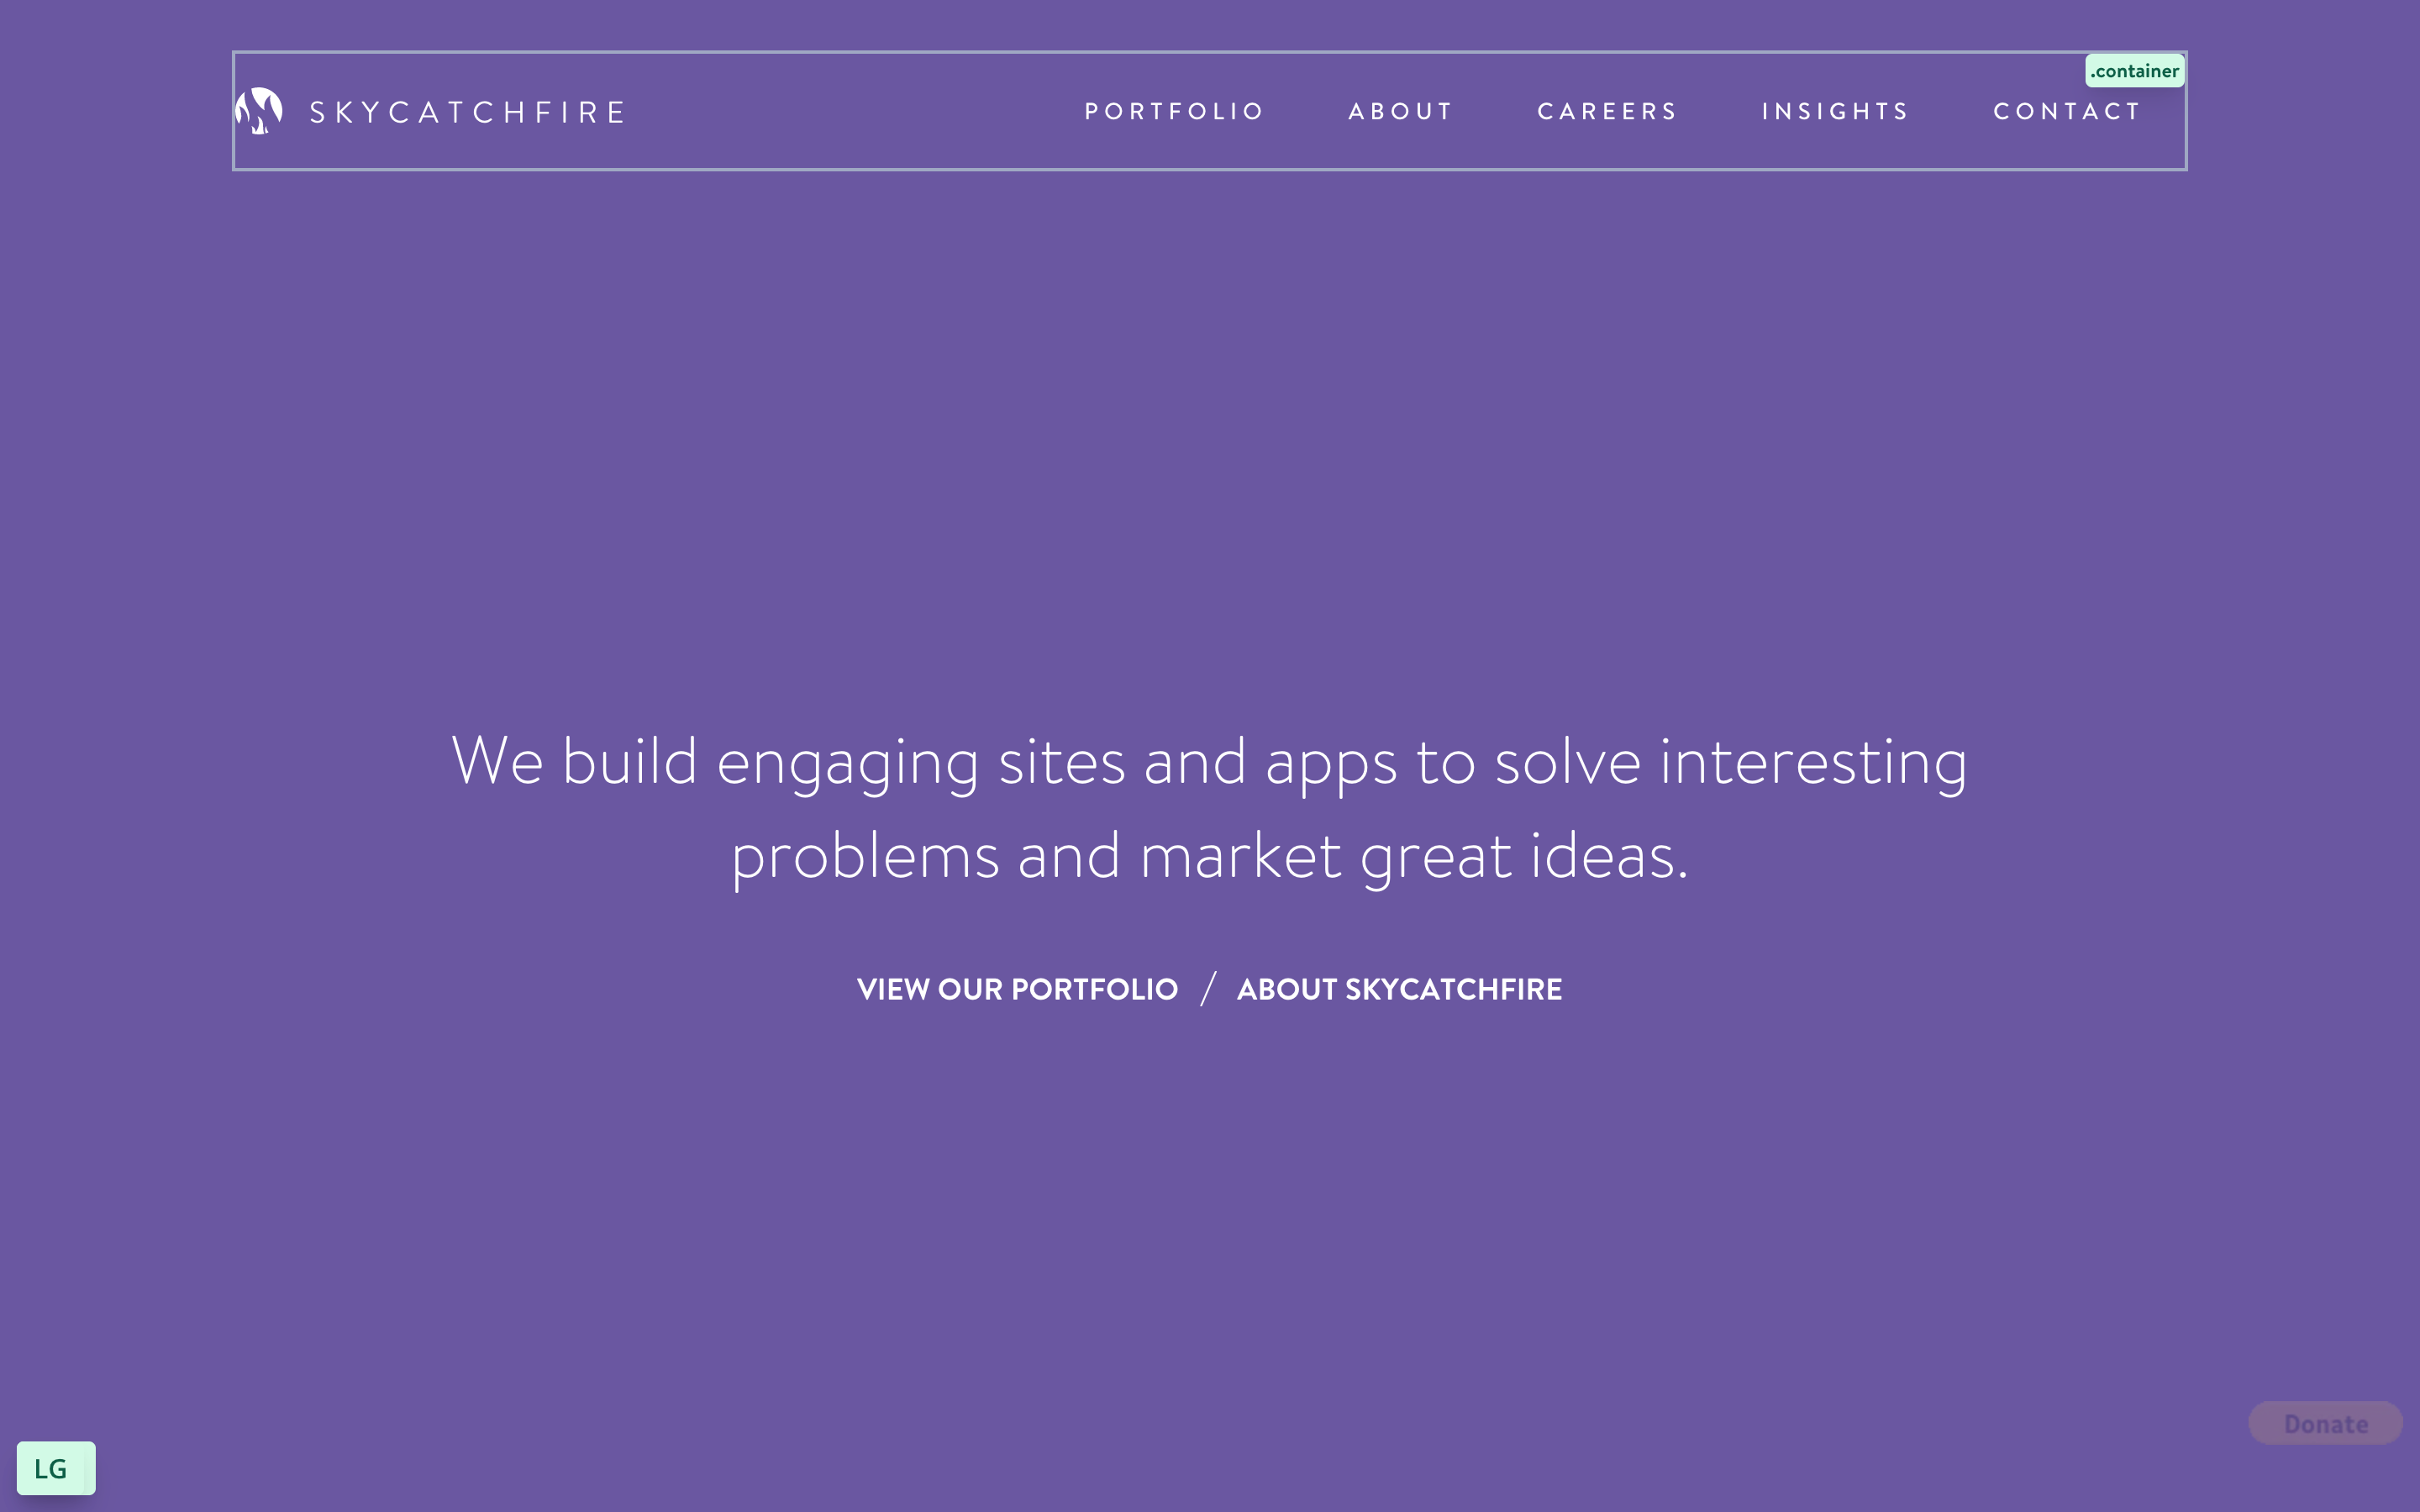 SKYCATCHFIRE
PORTFOLIO ABOUT CAREERS INSIGHTS CONTACT
.container
We build engaging sites and apps to solve interesting
problems and market great ideas.
VIEW OUR PORTFOLIO / ABOUT SKYCATCHFIRE
Donate
LG